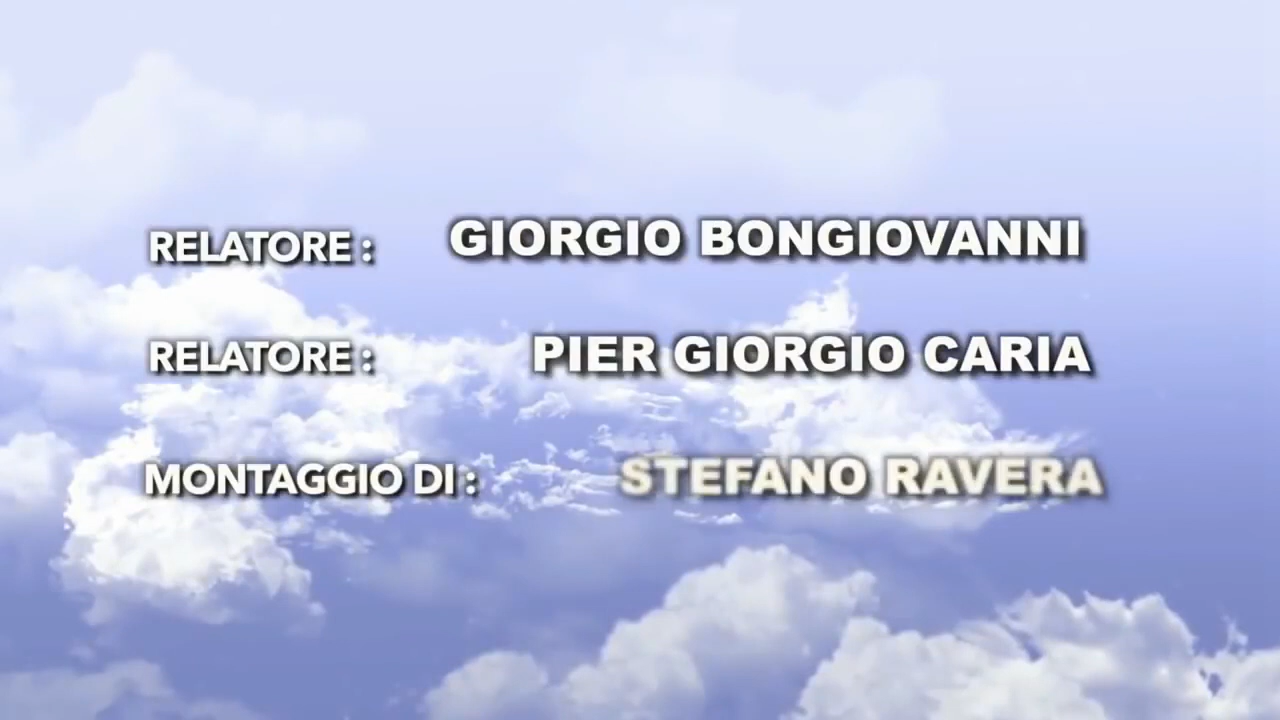 RELATORE : GIORGIO BONGIOVANNI
RELATORE : PIER GIORGIO CARIA
MONTAGGIO DI : STEFANO RAVERA